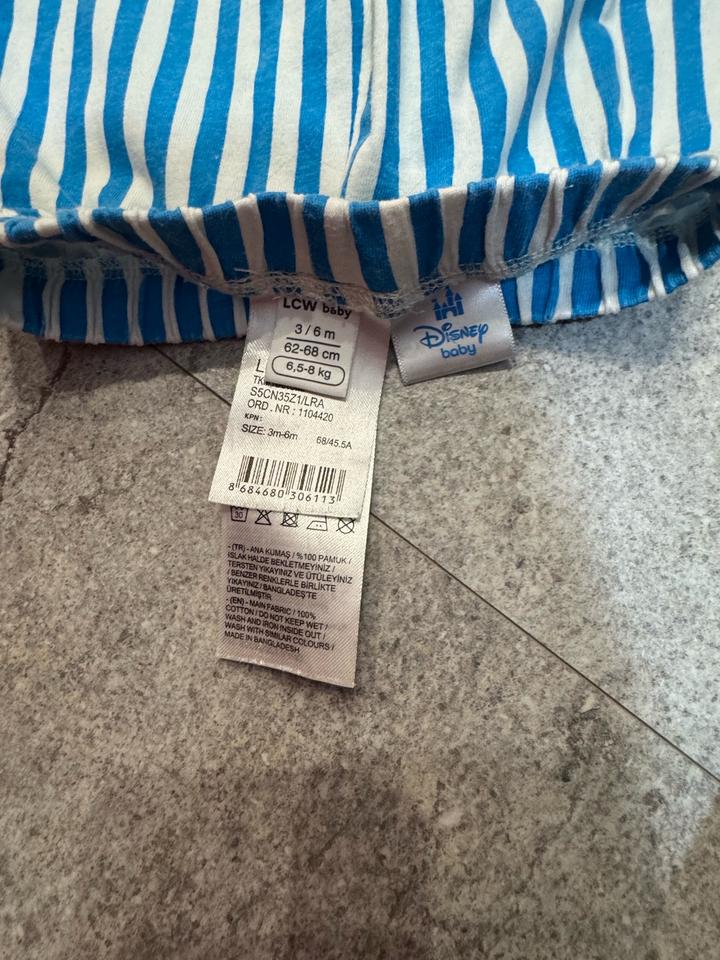 LCW baby
3 / 6 m
62-68 cm
6,5-8 kg
S5CN35Z1/LRA
ORD . NR : 1104420
KPN :
SIZE: 3m-6m 68/45.5A
8 684680 306113
30
- (TR) - ANA KUMAŞ / %100 PAMUK /
ISLAK HALDE BEKLETMEYİNİZ /
TERSTEN YIKAYINIZ VE ÜTÜLEYİNİZ
/ BENZER RENKLERLE BİRLİKTE
YIKAYINIZ / BANGLADEŞ'TE
ÜRETİLMİŞTİR
- (EN) - MAIN FABRIC / 100%
COTTON / DO NOT KEEP WET /
WASH AND IRON INSIDE OUT /
WASH WITH SIMILAR COLOURS /
MADE IN BANGLADESH
Disney
baby